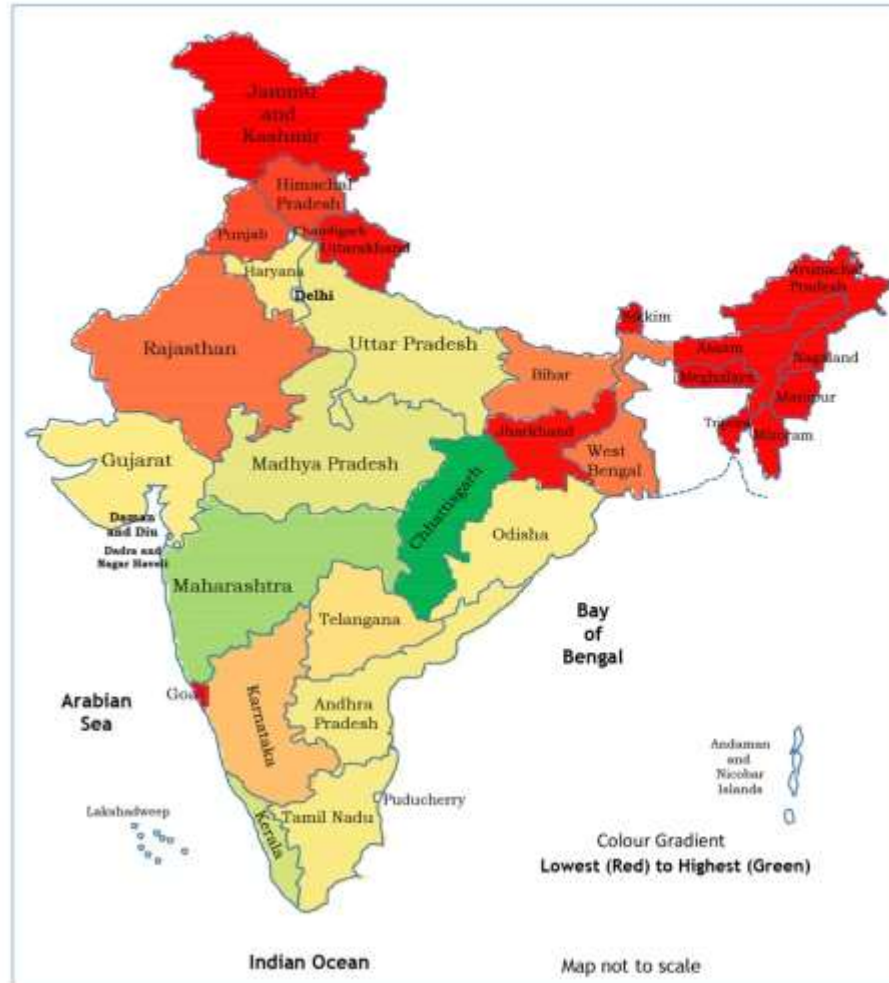 Jammu
and
Kashmir
Himachal
Pradesh
Punjab
Chandigarh
Uttarakhand
Haryana
Delhi
Arunachal
Pradesh
Sikkim
Rajasthan
Uttar Pradesh
Assam
Nagaland
Bihar
Meghalaya
Manipur
Tripura
Mizoram
Jharkhand
West
Bengal
Gujarat
Madhya Pradesh
Chhattisgarh
Daman
and Diu
Dadra and
Nagar Haveli
Odisha
Maharashtra
Telangana
Bay
of
Bengal
Goa
Arabian
Sea
Karnataka
Andhra
Pradesh
Andaman
and
Nicobar
Islands
Lakshadweep
Kerala
Tamil Nadu
Puducherry
Colour Gradient
Lowest (Red) to Highest (Green)
Indian Ocean
Map not to scale